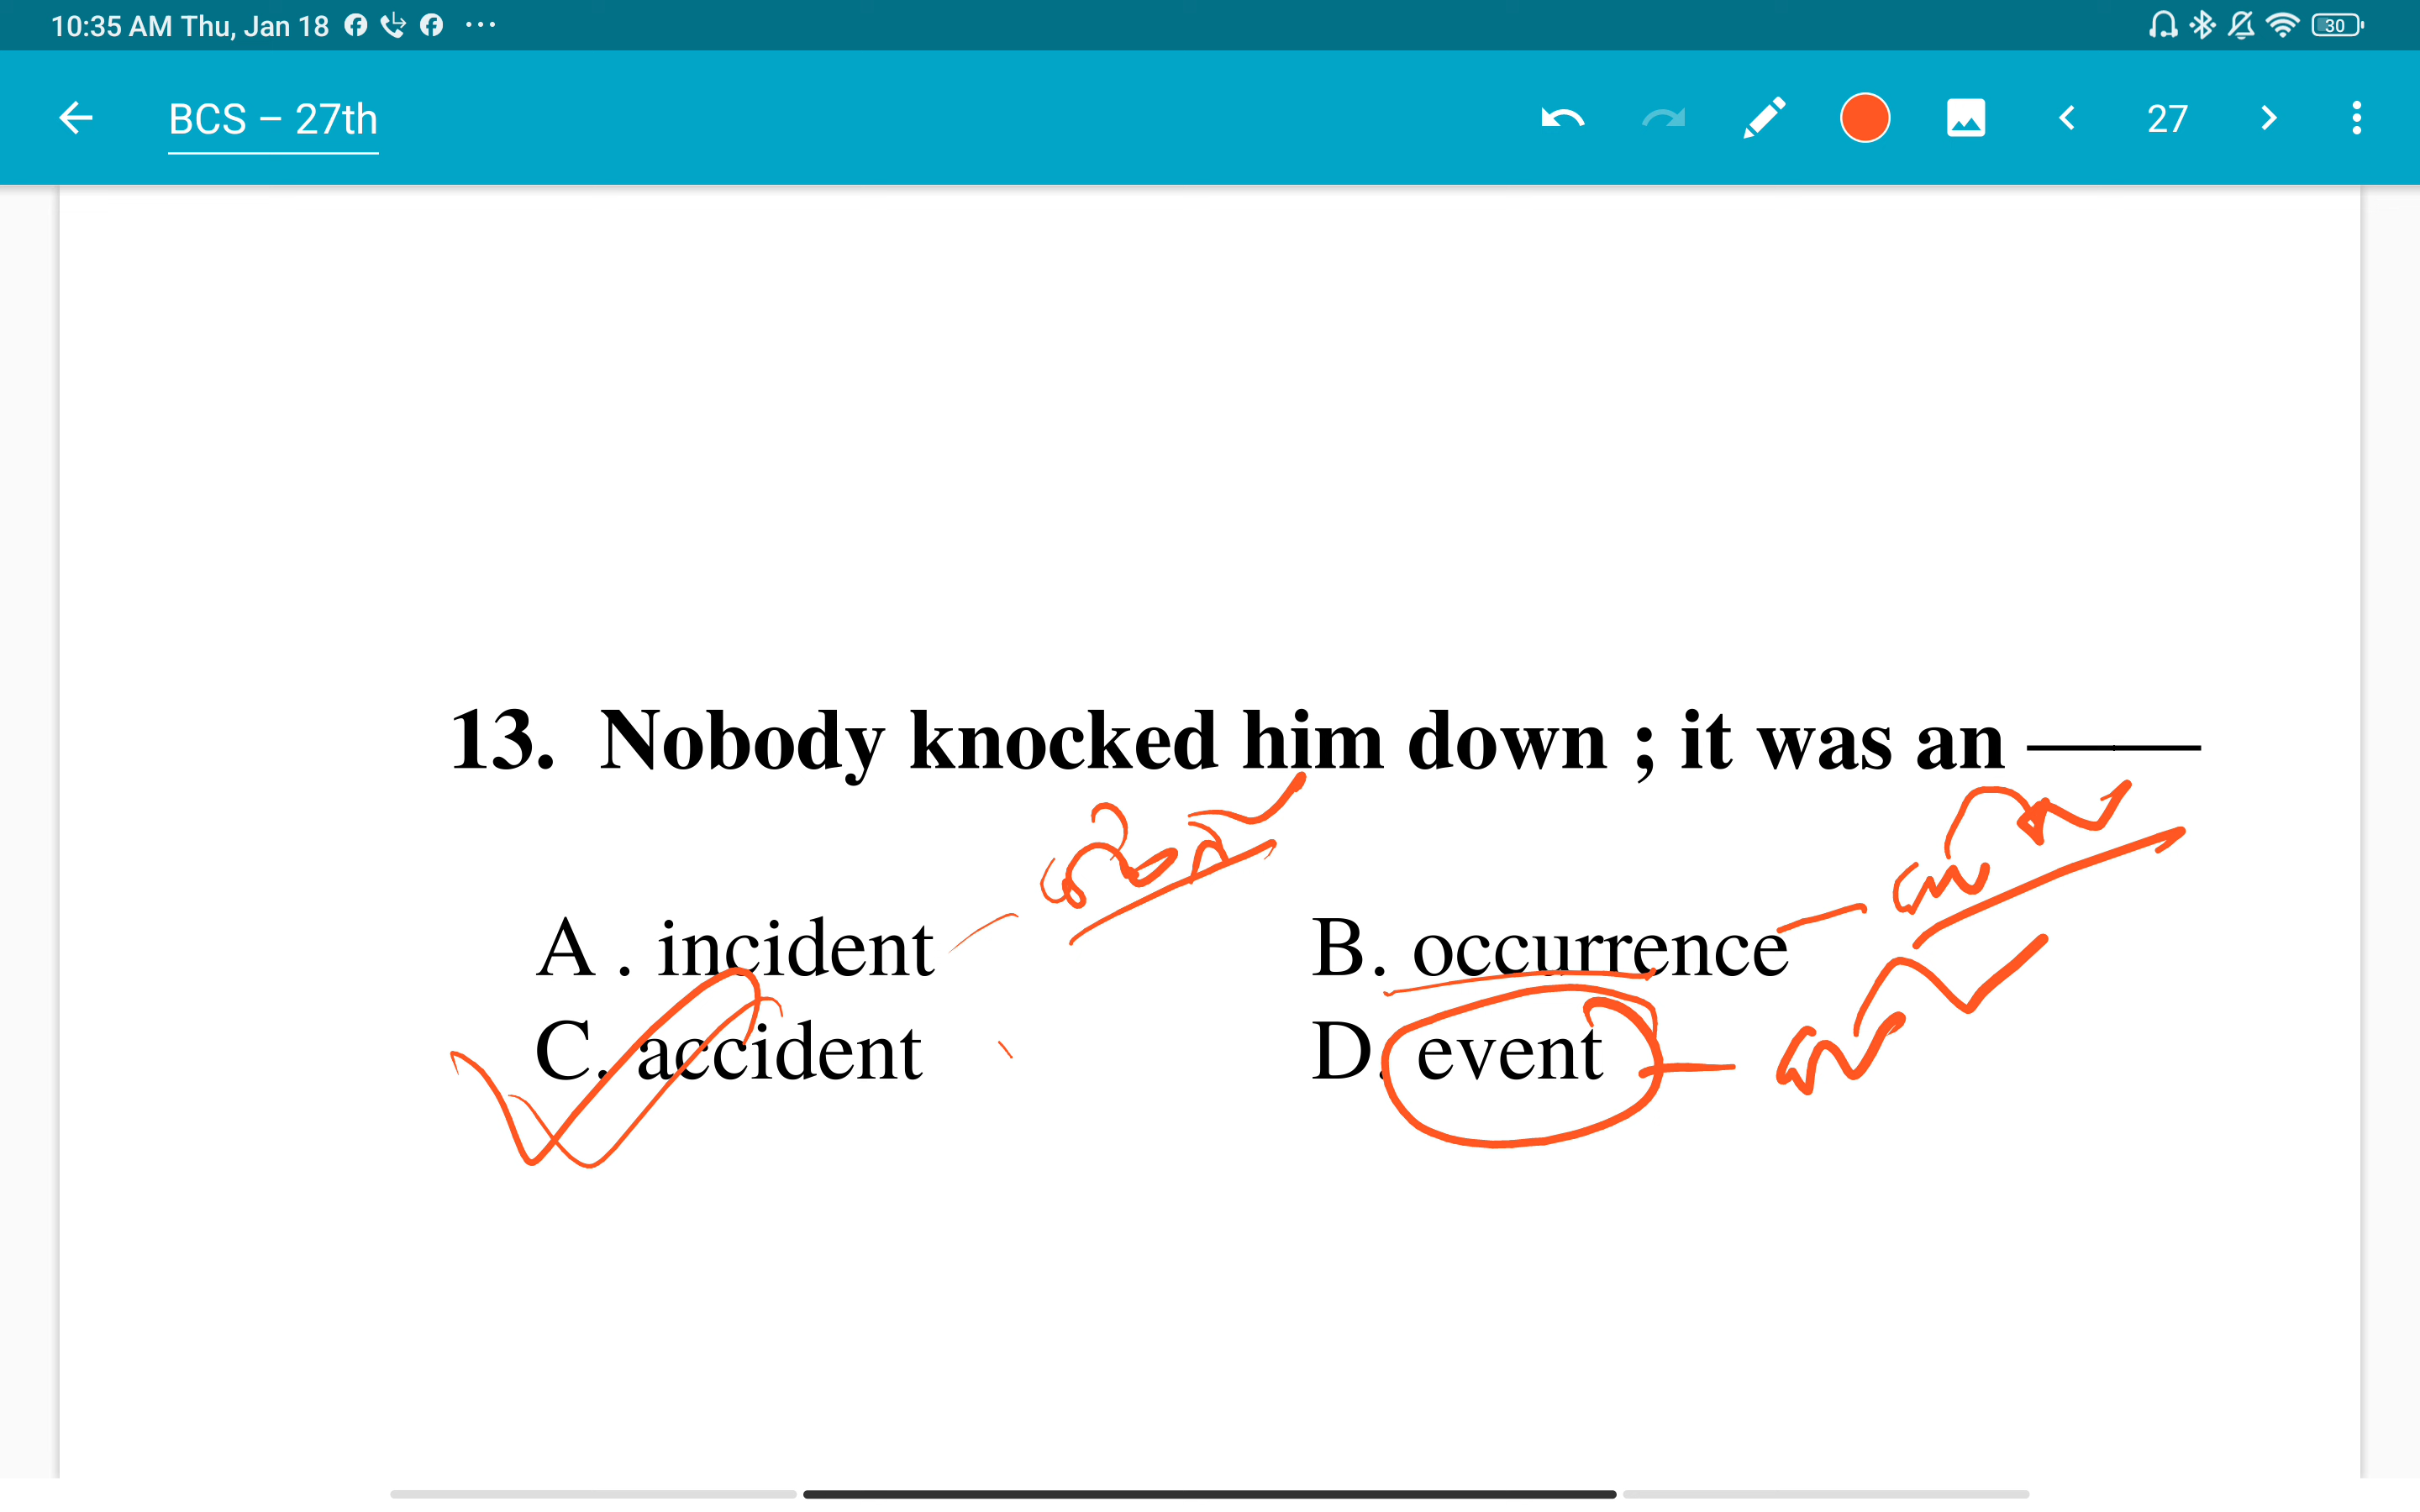 10:35 AM Thu, Jan 18
30
BCS – 27th
27
13. Nobody knocked him down ; it was an ———
A . incident
B. occurrence
C. accident
D. event